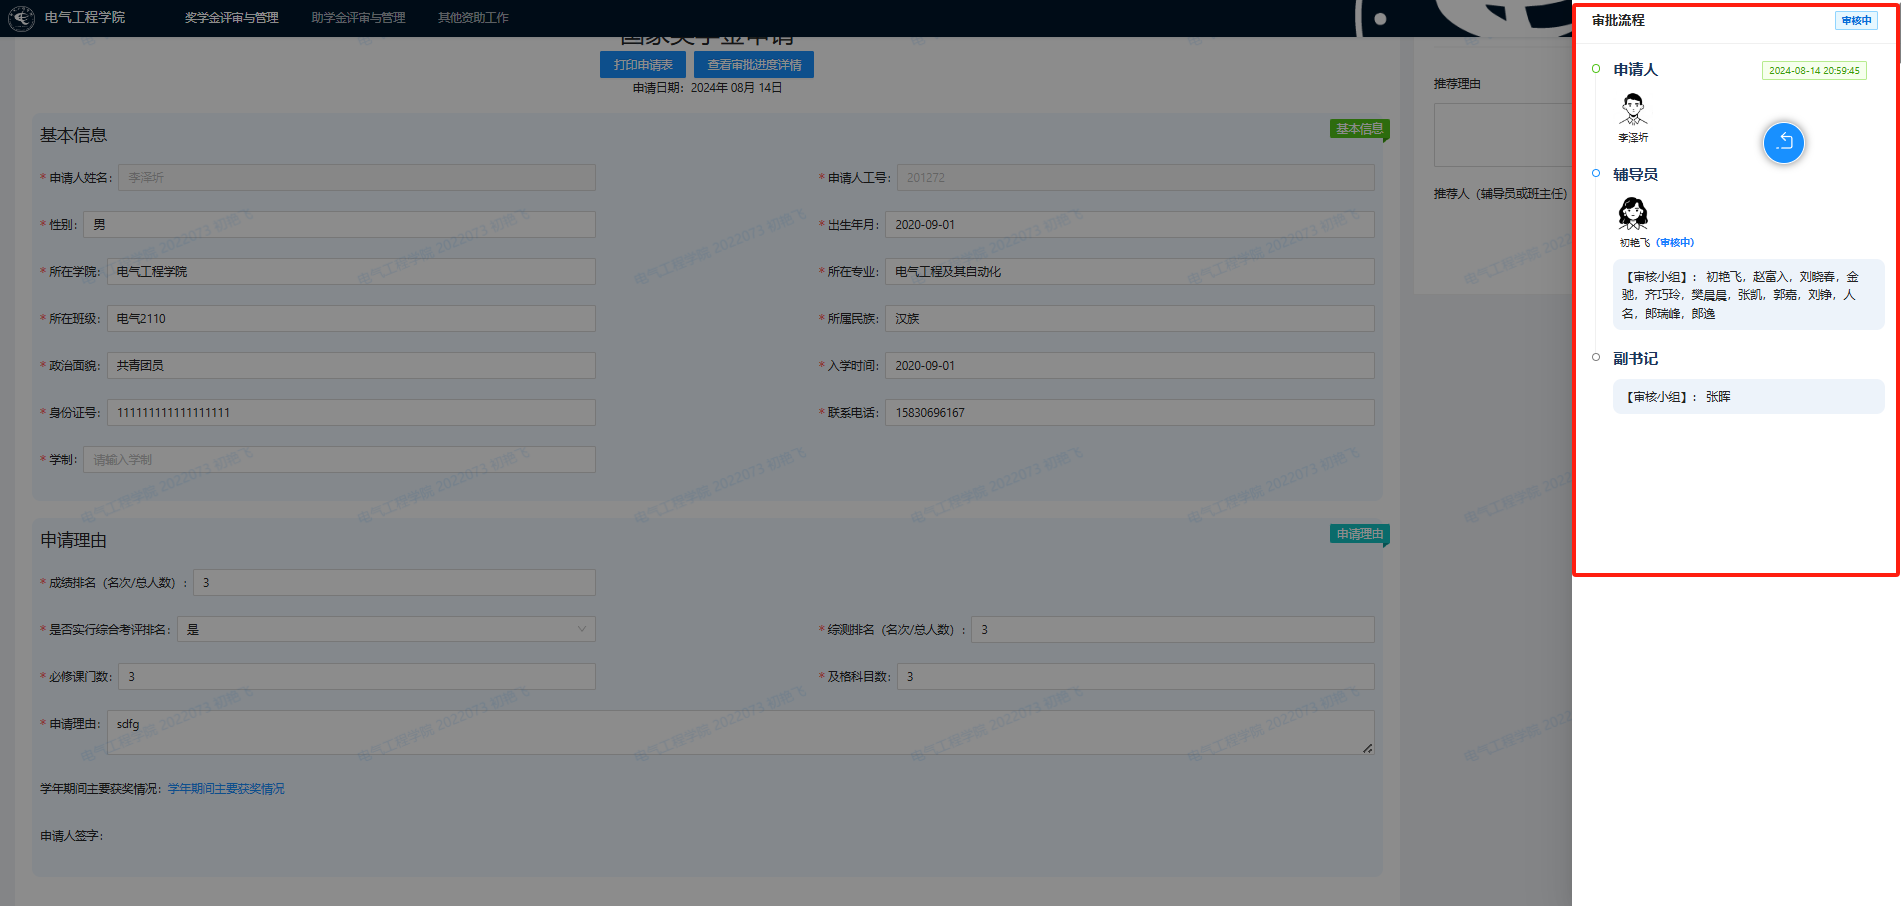 电气工程学院
奖学金评审与管理
助学金评审与管理
其他资助工作
国家奖学金申请
打印申请表
查看审批进度详情
申请日期：2024年 08月 14日
基本信息
基本信息
* 申请人姓名： 李泽圻
* 申请人工号： 201272
* 性别： 男
* 出生年月： 2020-09-01
* 所在学院： 电气工程学院
* 所在专业： 电气工程及其自动化
* 所在班级： 电气2110
* 所属民族： 汉族
* 政治面貌： 共青团员
* 入学时间： 2020-09-01
* 身份证号： 111111111111111111
* 联系电话： 15830696167
* 学制： 请输入学制
申请理由
申请理由
* 成绩排名（名次/总人数）： 3
* 是否实行综合考评排名： 是
* 综测排名（名次/总人数）： 3
* 必修课门数： 3
* 及格科目数： 3
* 申请理由： sdfg
学年期间主要获奖情况： 学年期间主要获奖情况
申请人签字：
推荐理由
推荐人（辅导员或班主任）
审批流程
审核中
申请人
2024-08-14 20:59:45
李泽圻
辅导员
初艳飞（审核中）
【审核小组】： 初艳飞，赵富入，刘晓春，金
驰，齐巧玲，樊晨晨，张凯，郭嘉，刘铮，人
名，郎瑞峰，郎逸
副书记
【审核小组】： 张晖
电气工程学院 2022073 初艳飞